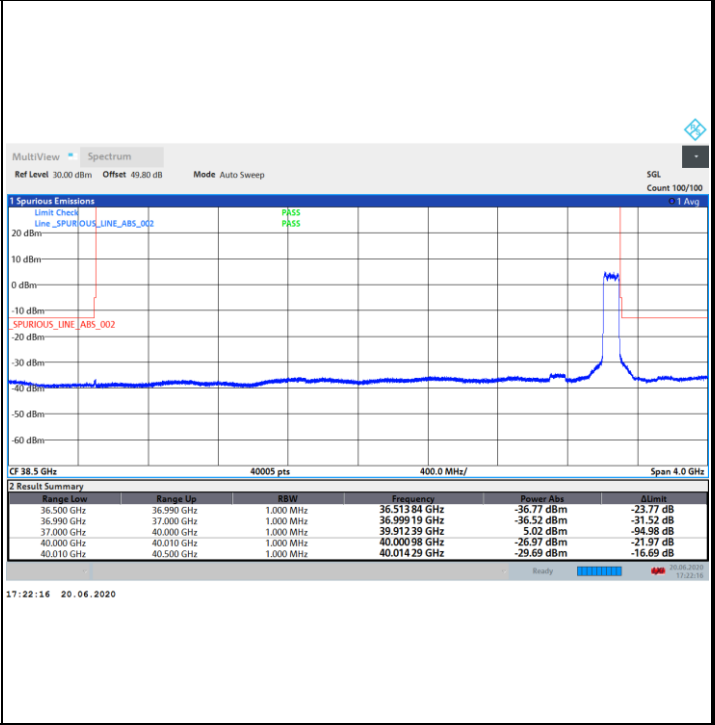 MultiView Spectrum
Ref Level 30.00 dBm Offset 49.80 dB Mode Auto Sweep SGL
Count 100/100
1 Spurious Emissions 1 Avg
Limit Check PASS
Line _SPURIOUS_LINE_ABS_002 PASS
20 dBm
10 dBm
0 dBm
-10 dBm
_SPURIOUS_LINE_ABS_002
-20 dBm
-30 dBm
-40 dBm
-50 dBm
-60 dBm
CF 38.5 GHz 40005 pts 400.0 MHz/ Span 4.0 GHz
2 Result Summary
Range Low Range Up RBW Frequency Power Abs ΔLimit
36.500 GHz 36.990 GHz 1.000 MHz 36.513 84 GHz -36.77 dBm -23.77 dB
36.990 GHz 37.000 GHz 1.000 MHz 36.999 19 GHz -36.52 dBm -31.52 dB
37.000 GHz 40.000 GHz 1.000 MHz 39.912 39 GHz 5.02 dBm -94.98 dB
40.000 GHz 40.010 GHz 1.000 MHz 40.000 98 GHz -26.97 dBm -21.97 dB
40.010 GHz 40.500 GHz 1.000 MHz 40.014 29 GHz -29.69 dBm -16.69 dB
Ready 20.06.2020
17:22:16
17:22:16 20.06.2020